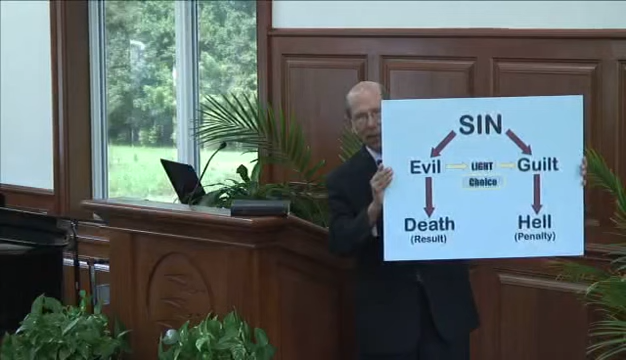 SIN
Evil LIGHT Guilt
Choice
Death Hell
(Result) (Penalty)